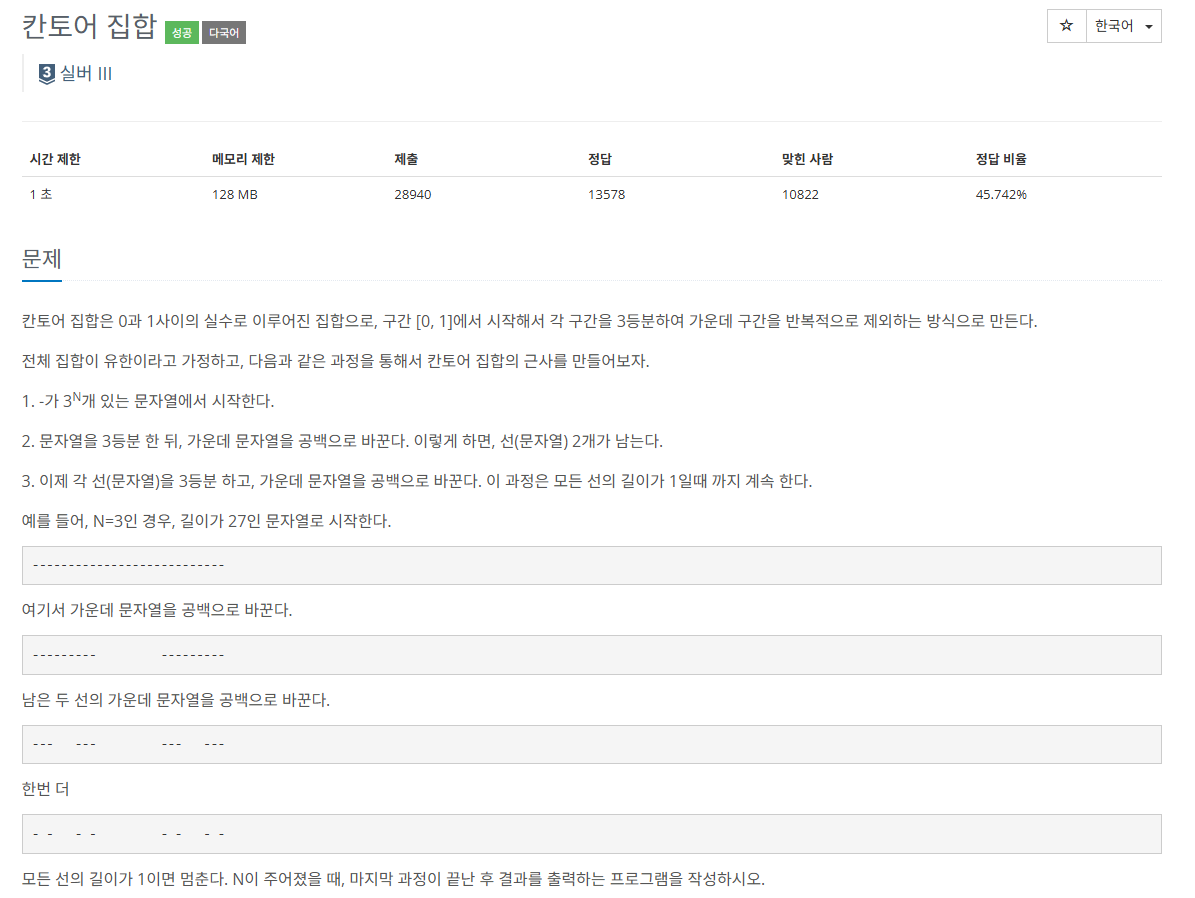 칸토어 집합 성공 다국어
☆ 한국어
3 실버 III
시간 제한 메모리 제한 제출 정답 맞힌 사람 정답 비율
1 초 128 MB 28940 13578 10822 45.742%
문제
칸토어 집합은 0과 1사이의 실수로 이루어진 집합으로, 구간 [0, 1]에서 시작해서 각 구간을 3등분하여 가운데 구간을 반복적으로 제외하는 방식으로 만든다.
전체 집합이 유한이라고 가정하고, 다음과 같은 과정을 통해서 칸토어 집합의 근사를 만들어보자.
1. -가 3ᴺ개 있는 문자열에서 시작한다.
2. 문자열을 3등분 한 뒤, 가운데 문자열을 공백으로 바꾼다. 이렇게 하면, 선(문자열) 2개가 남는다.
3. 이제 각 선(문자열)을 3등분 하고, 가운데 문자열을 공백으로 바꾼다. 이 과정은 모든 선의 길이가 1일때 까지 계속 한다.
예를 들어, N=3인 경우, 길이가 27인 문자열로 시작한다.
---------------------------
여기서 가운데 문자열을 공백으로 바꾼다.
---------         ---------
남은 두 선의 가운데 문자열을 공백으로 바꾼다.
---   ---         ---   ---
한번 더
- -   - -         - -   - -
모든 선의 길이가 1이면 멈춘다. N이 주어졌을 때, 마지막 과정이 끝난 후 결과를 출력하는 프로그램을 작성하시오.